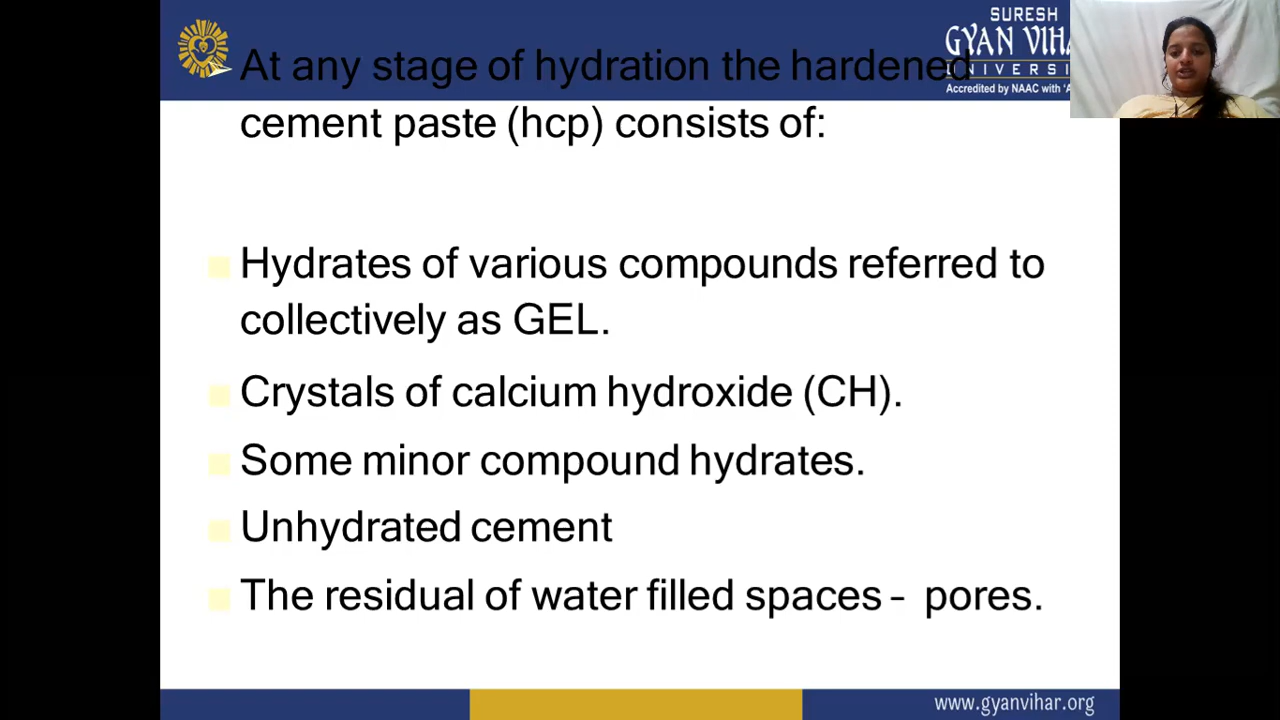 SURESH
GYAN VIHA
UNIVERSI
Accredited by NAAC with 'A
At any stage of hydration the hardened
cement paste (hcp) consists of:
Hydrates of various compounds referred to
collectively as GEL.
Crystals of calcium hydroxide (CH).
Some minor compound hydrates.
Unhydrated cement
The residual of water filled spaces – pores.
www.gyanvihar.org